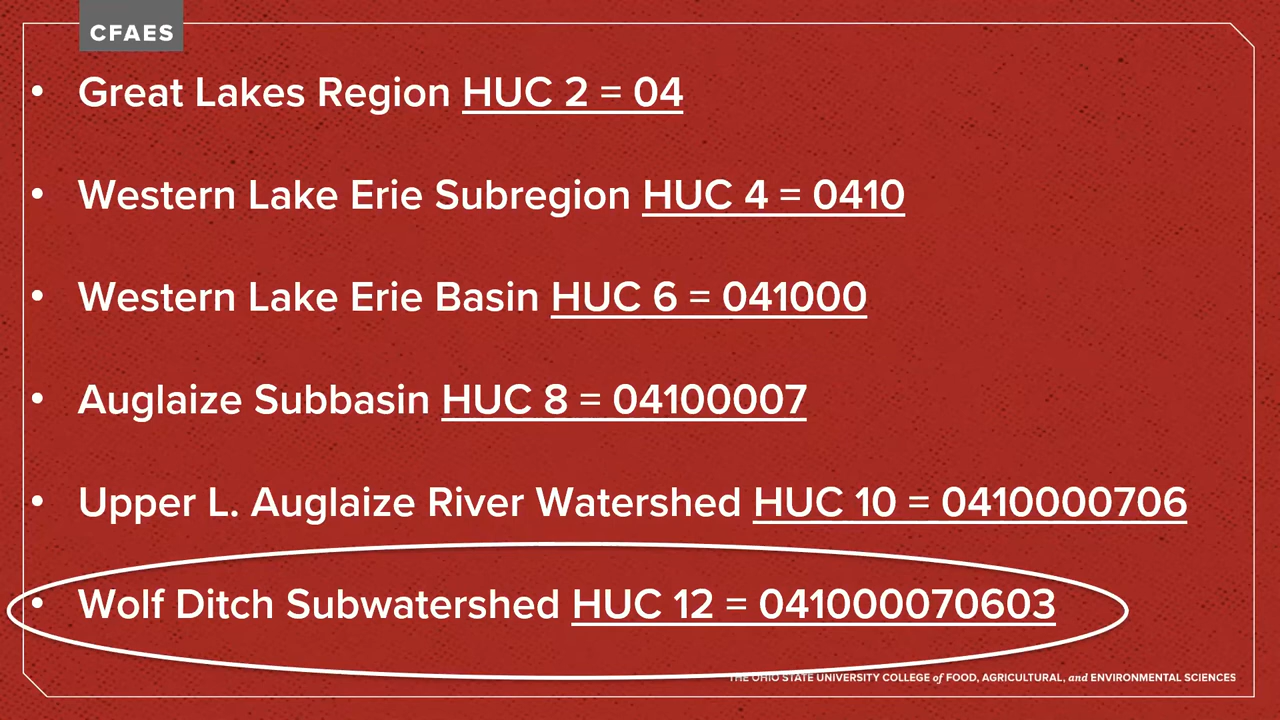 CFAES
• Great Lakes Region HUC 2 = 04
• Western Lake Erie Subregion HUC 4 = 0410
• Western Lake Erie Basin HUC 6 = 041000
• Auglaize Subbasin HUC 8 = 04100007
• Upper L. Auglaize River Watershed HUC 10 = 0410000706
• Wolf Ditch Subwatershed HUC 12 = 041000070603
THE OHIO STATE UNIVERSITY COLLEGE of FOOD, AGRICULTURAL, and ENVIRONMENTAL SCIENCES